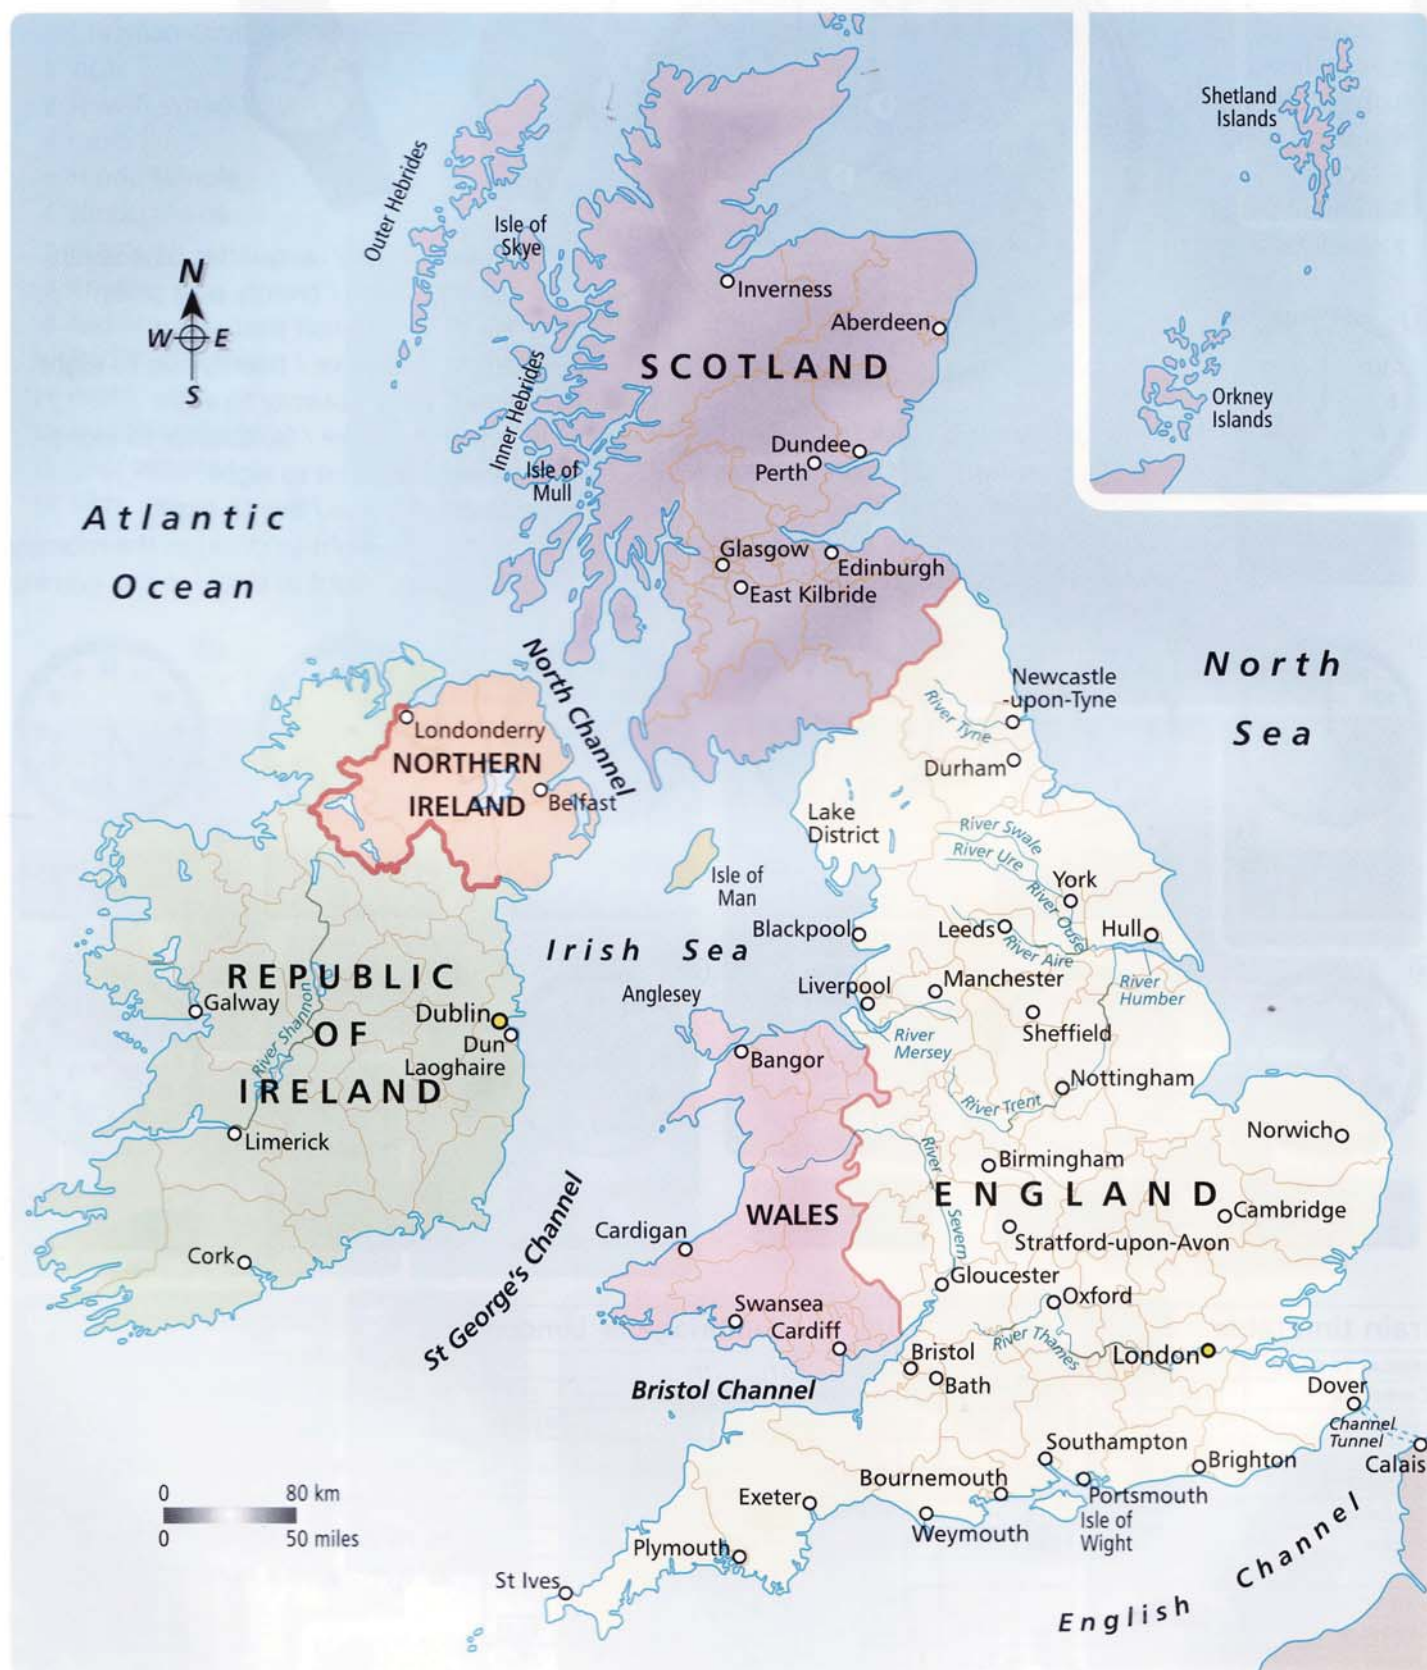 Shetland
Islands
Outer Hebrides
Isle of
Skye
N
W
E
S
Inverness
Aberdeen
SCOTLAND
Orkney
Islands
Inner Hebrides
Dundee
Perth
Isle of
Mull
Atlantic
Ocean
Glasgow
Edinburgh
East Kilbride
North Channel
North
Sea
Newcastle
-upon-Tyne
River Tyne
Londonderry
NORTHERN
IRELAND
Belfast
Durham
Lake
District
River Swale
River Ure
Isle of
Man
York
River Ouse
Blackpool
Leeds
Hull
River Aire
Irish Sea
REPUBLIC
OF
IRELAND
Galway
River Shannon
Dublin
Dun
Laoghaire
Anglesey
Liverpool
Manchester
River
Humber
Sheffield
River
Mersey
Bangor
Nottingham
River Trent
Limerick
Norwich
River
Severn
Birmingham
ENGLAND
WALES
Cambridge
Cardigan
Stratford-upon-Avon
St George's Channel
Cork
Gloucester
Oxford
Swansea
Cardiff
River Thames
London
Bristol
Bath
Bristol Channel
Dover
Channel
Tunnel
Calais
Southampton
Brighton
Bournemouth
Portsmouth
Exeter
Weymouth
Isle of
Wight
Plymouth
St Ives
English Channel
0 80 km
0 50 miles